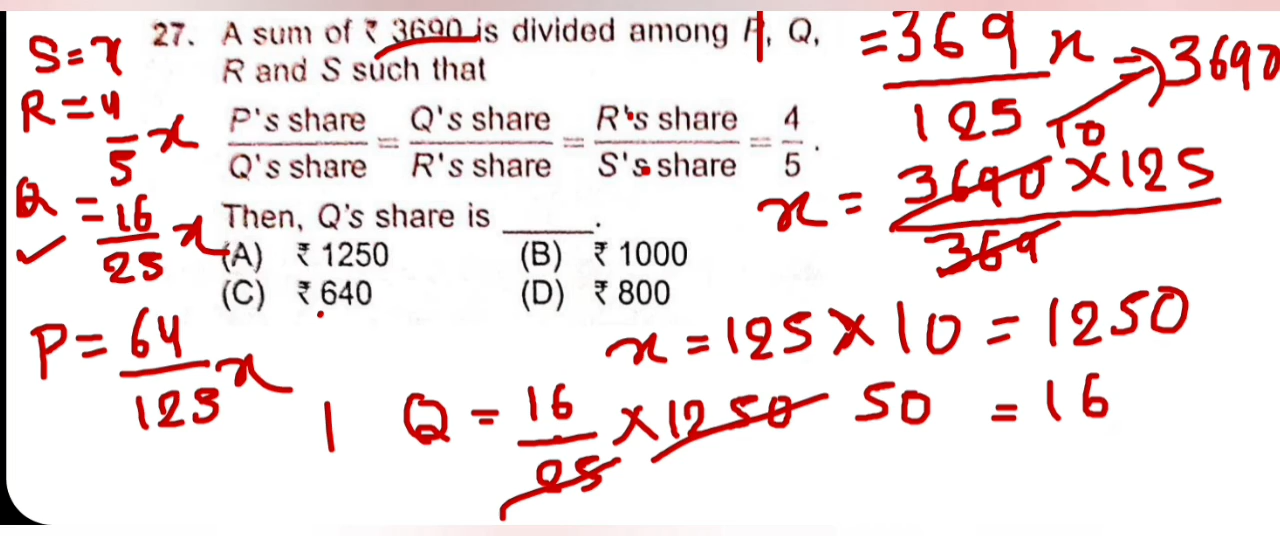 27. A sum of ₹ 3690 is divided among P, Q,
R and S such that
P's share / Q's share = Q's share / R's share = R's share / S's share = 4 / 5 .
Then, Q's share is ______.
(A) ₹ 1250 (B) ₹ 1000
(C) ₹ 640 (D) ₹ 800
S = x
R = 4/5 x
Q = 16/25 x
P = 64/125 x
= 369/125 x => 3690
10
x = 3690 × 125 / 369
x = 125 × 10 = 1250
Q = 16/25 × 1250 50 = 16